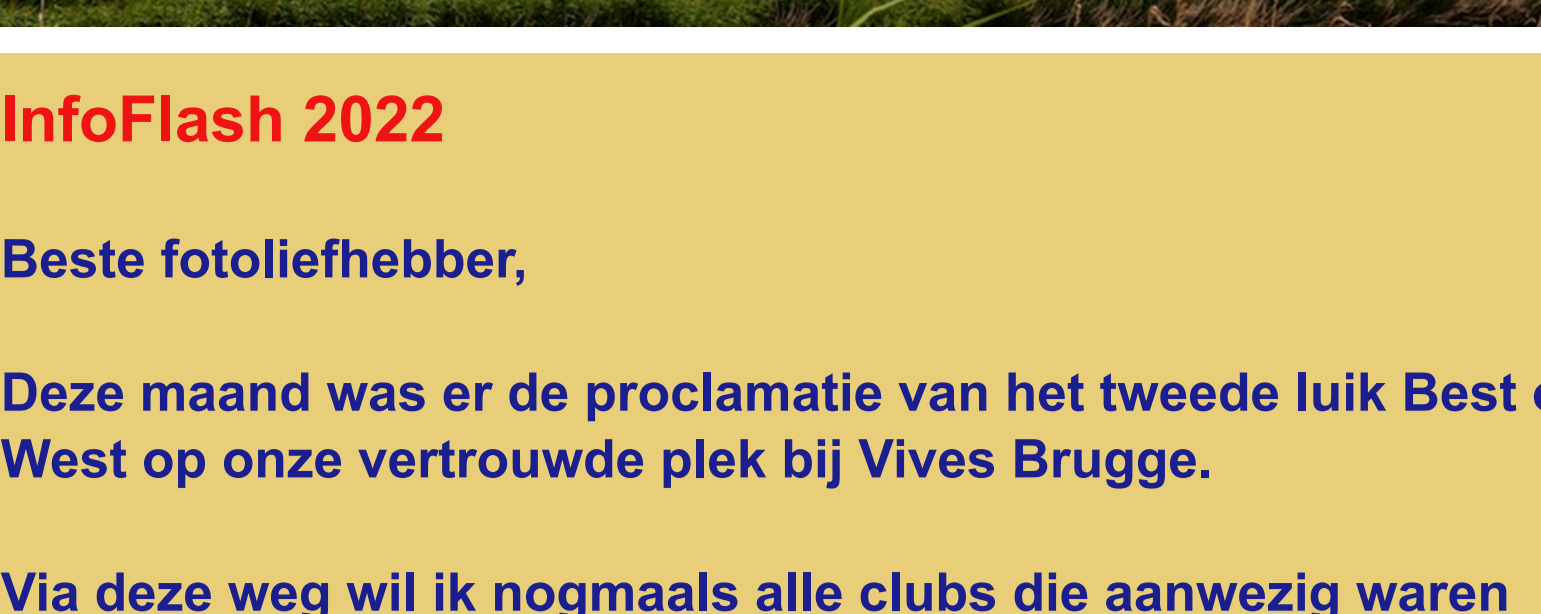 InfoFlash 2022
Beste fotoliefhebber,
Deze maand was er de proclamatie van het tweede luik Best
West op onze vertrouwde plek bij Vives Brugge.
Via deze weg wil ik nogmaals alle clubs die aanwezig waren